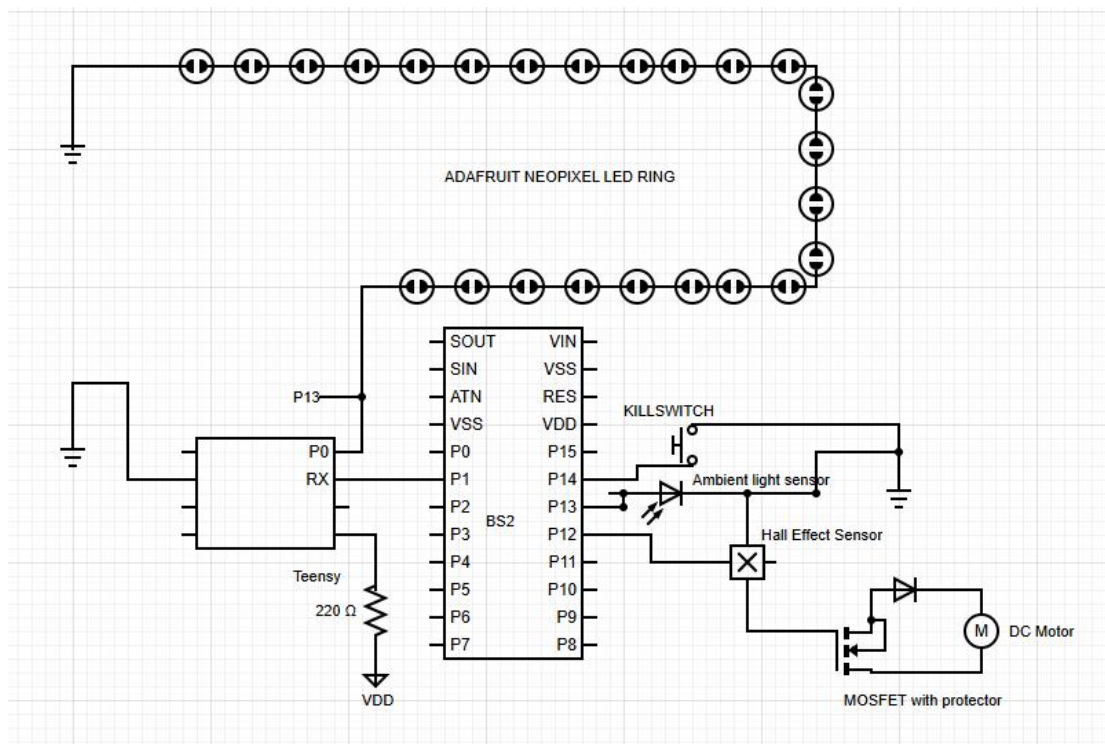 ADAFRUIT NEOPIXEL LED RING
SOUT VIN
SIN VSS
P13 ATN RES
VSS VDD
KILLSWITCH
P0 P0 P15
RX P1 P14
Ambient light sensor
P2 P13
BS2
P3 P12
Hall Effect Sensor
P4 P11
Teensy
P5 P10
220 Ω
P6 P9
M DC Motor
P7 P8
VDD
MOSFET with protector